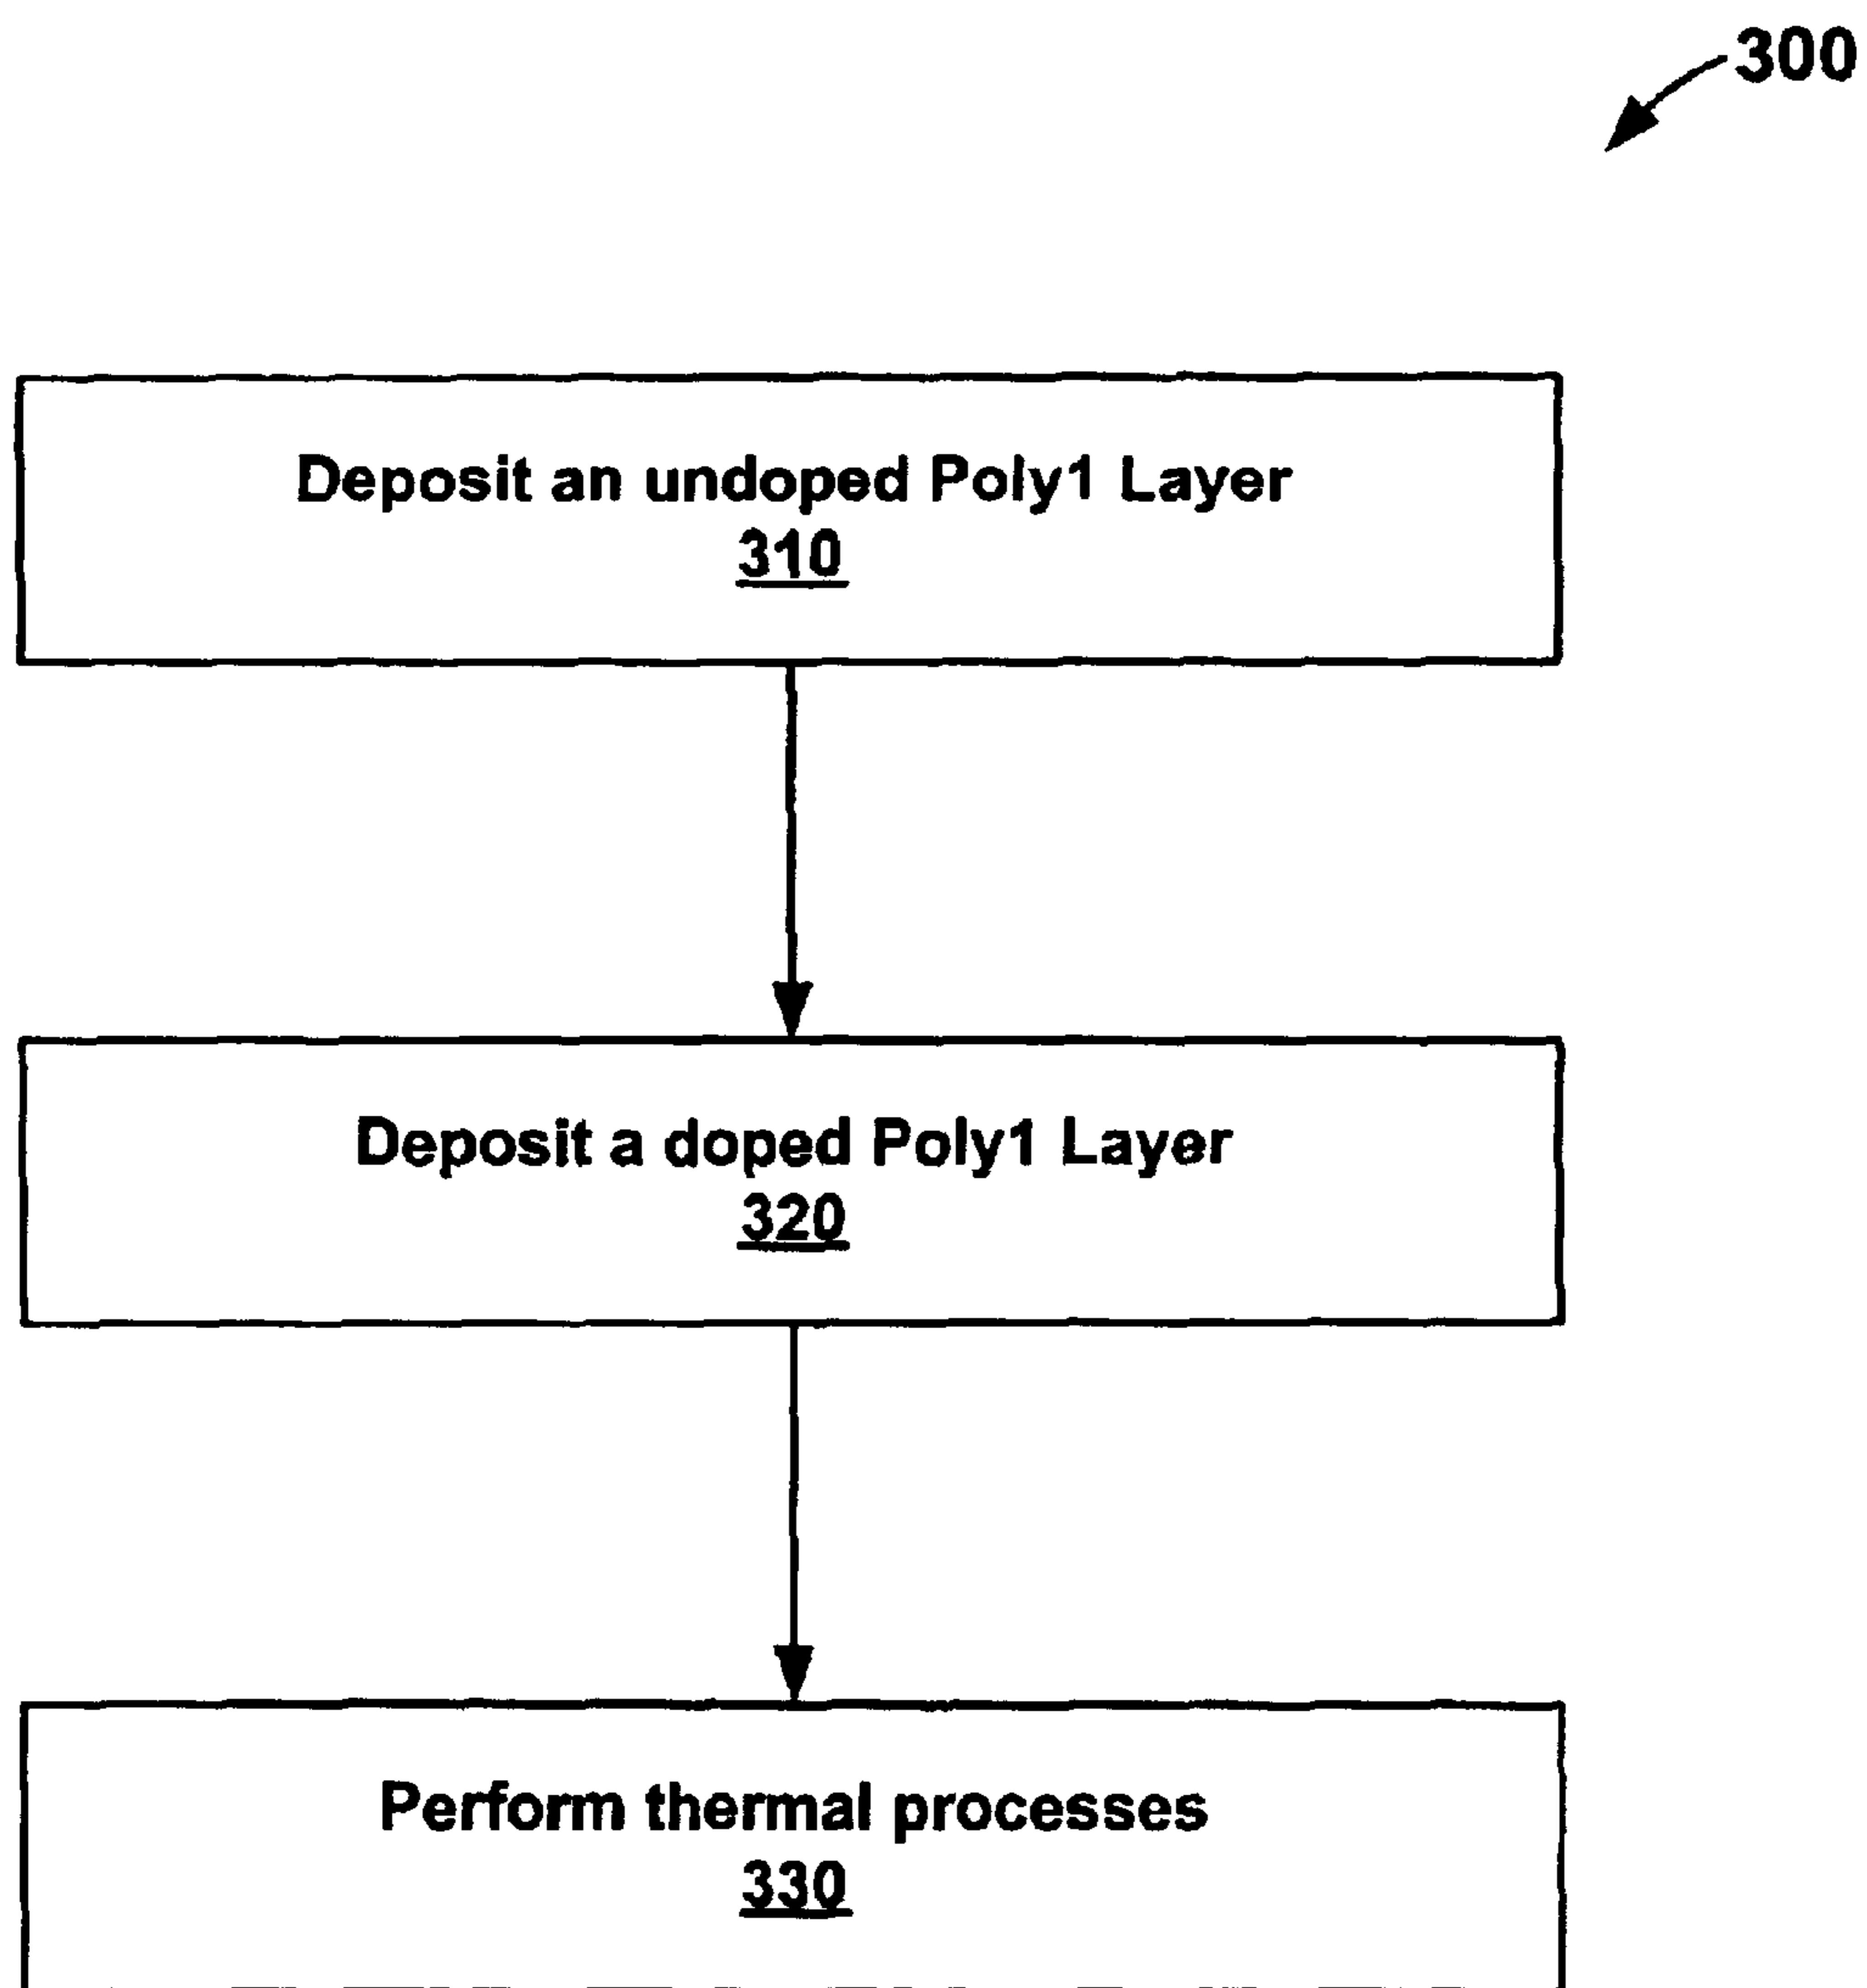 300
Deposit an undoped Poly1 Layer
310
Deposit a doped Poly1 Layer
320
Perform thermal processes
330